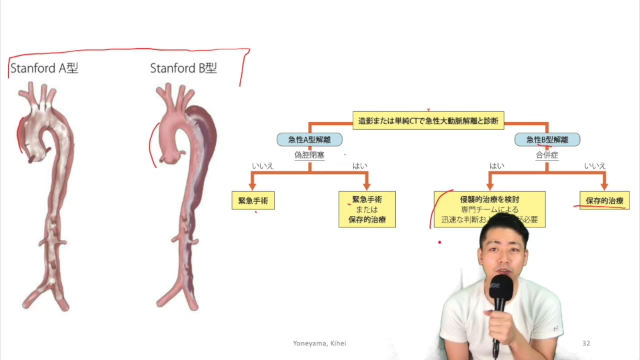 Stanford A型
Stanford B型
造影または単純CTで急性大動脈解離と診断
急性A型解離
急性B型解離
偽腔閉塞
合併症
いいえ
はい
はい
いいえ
緊急手術
緊急手術
または
保存的治療
侵襲的治療を検討
専門チームによる
迅速な判断お
必要
保存的治療
Yoneyama, Kihei
32